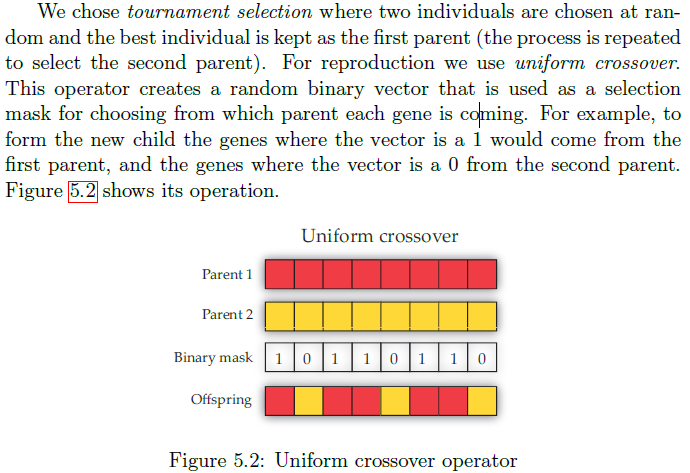 We chose tournament selection where two individuals are chosen at ran-
dom and the best individual is kept as the first parent (the process is repeated
to select the second parent). For reproduction we use uniform crossover.
This operator creates a random binary vector that is used as a selection
mask for choosing from which parent each gene is coming. For example, to
form the new child the genes where the vector is a 1 would come from the
first parent, and the genes where the vector is a 0 from the second parent.
Figure 5.2 shows its operation.
Uniform crossover
Parent 1
Parent 2
Binary mask 1 0 1 1 0 1 1 0
Offspring
Figure 5.2: Uniform crossover operator